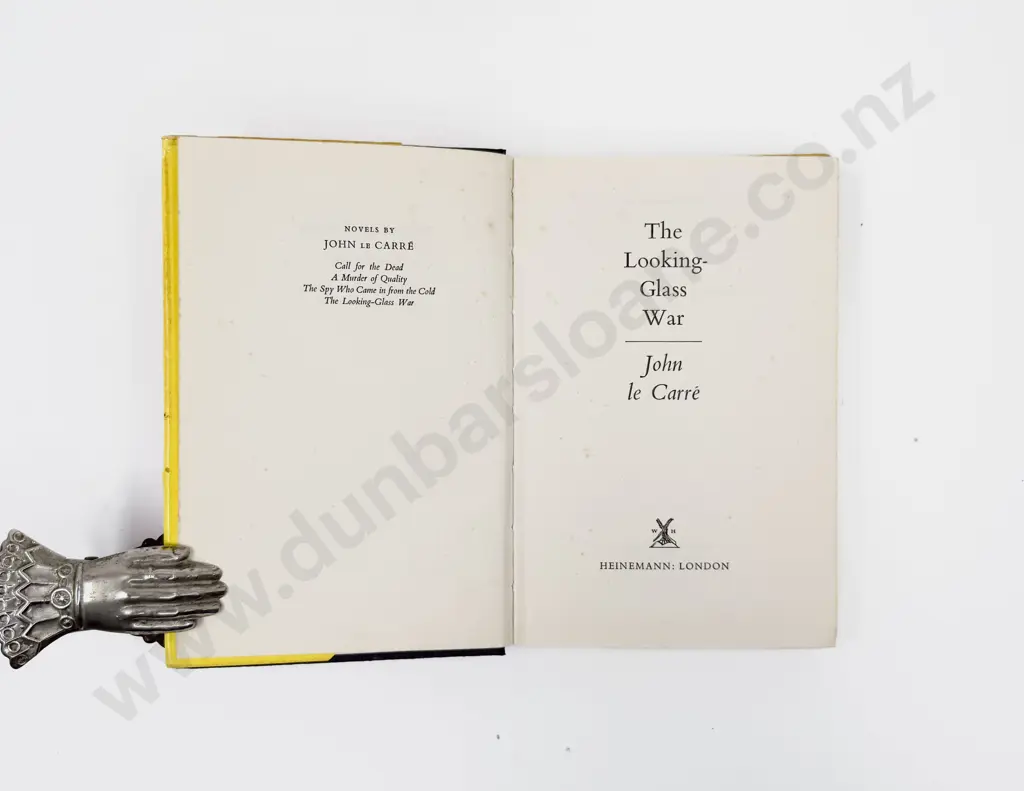 NOVELS BY
JOHN LE CARRÉ
Call for the Dead
A Murder of Quality
The Spy Who Came in from the Cold
The Looking-Glass War
The
Looking-
Glass
War
John
le Carré
W H
HEINEMANN: LONDON
www.dunbarsloane.co.nz